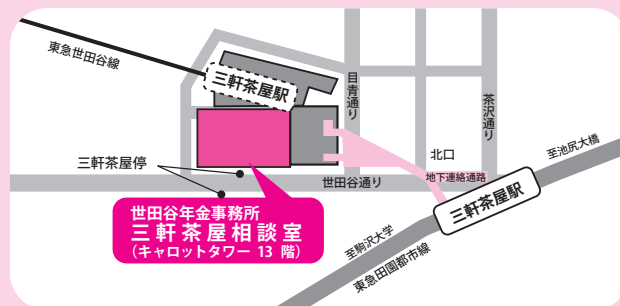 東急世田谷線
三軒茶屋駅
目青通り
茶沢通り
三軒茶屋停
北口
至池尻大橋
世田谷通り
地下連絡通路
三軒茶屋駅
世田谷年金事務所
三軒茶屋相談室
(キャロットタワー 13 階)
至駒沢大学
東急田園都市線